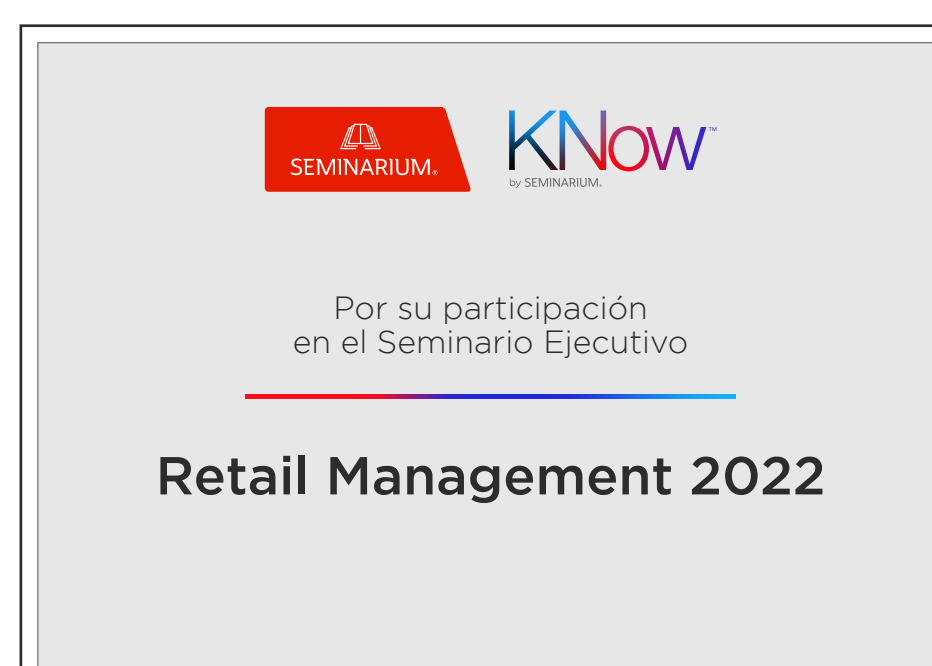 SEMINARIUM®
KNow™
by SEMINARIUM®
Por su participación
en el Seminario Ejecutivo
Retail Management 2022